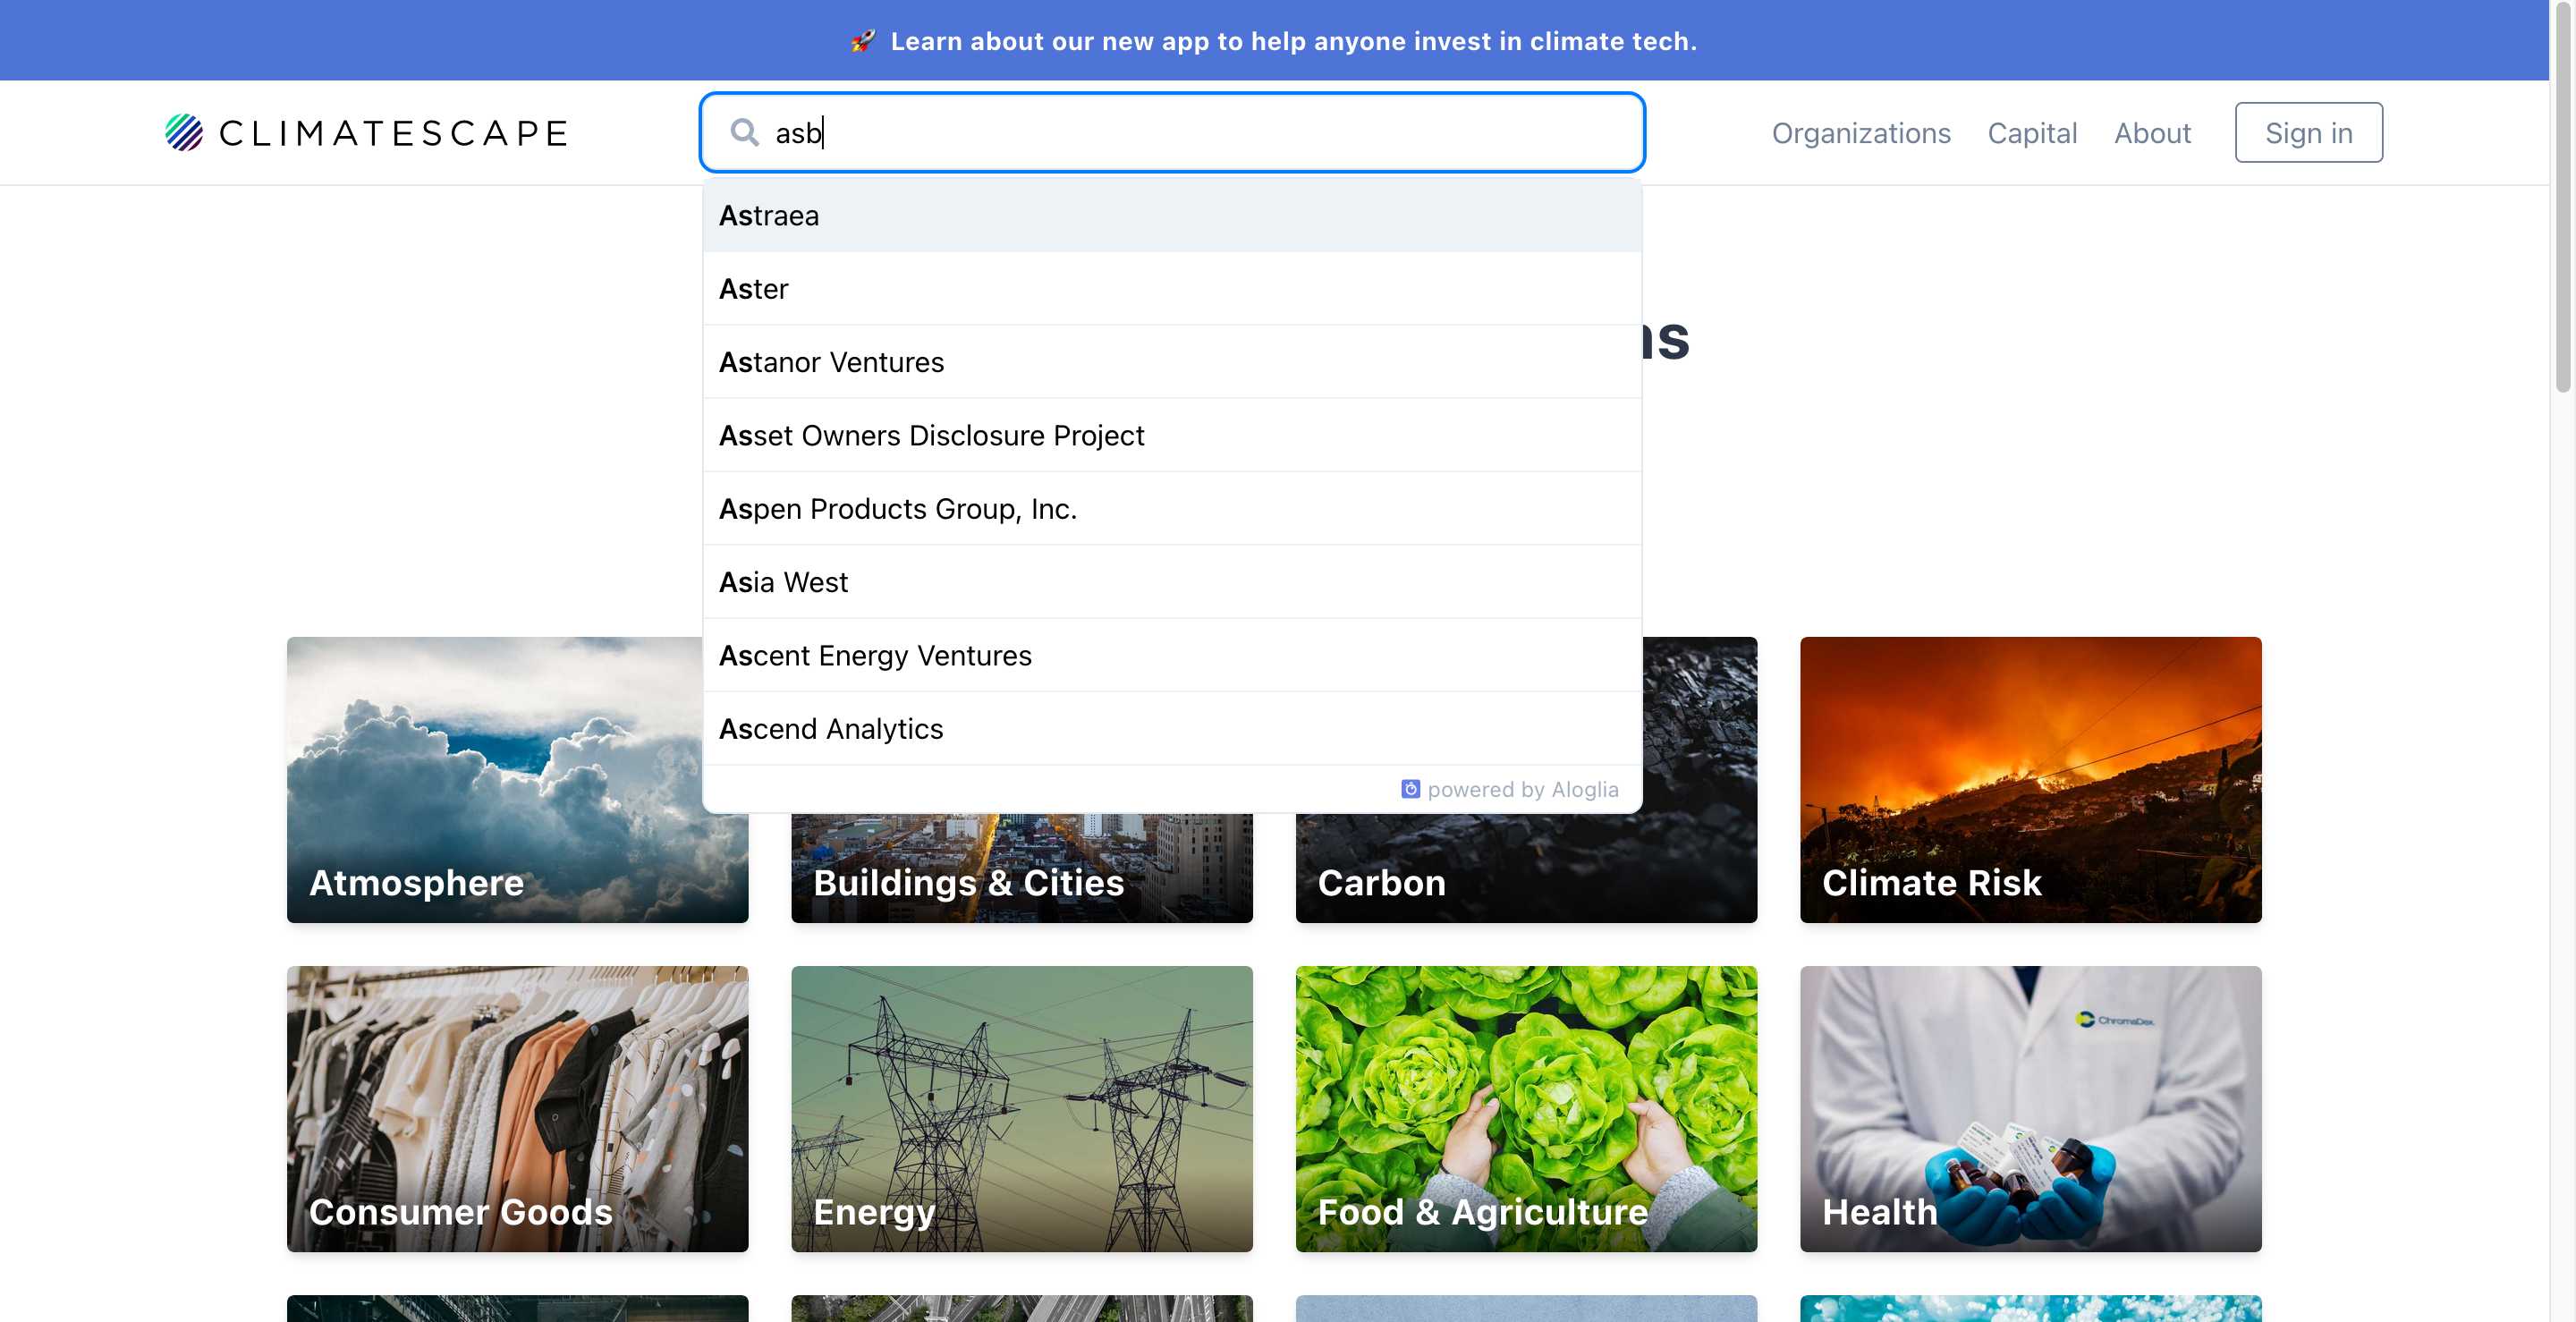 🚀 Learn about our new app to help anyone invest in climate tech.
CLIMATESCAPE
asb
Organizations
Capital
About
Sign in
Astraea
Aster
Astanor Ventures
Asset Owners Disclosure Project
Aspen Products Group, Inc.
Asia West
Ascent Energy Ventures
Ascend Analytics
powered by Aloglia
Atmosphere
Buildings & Cities
Carbon
Climate Risk
ChromaDex
Consumer Goods
Energy
Food & Agriculture
Health